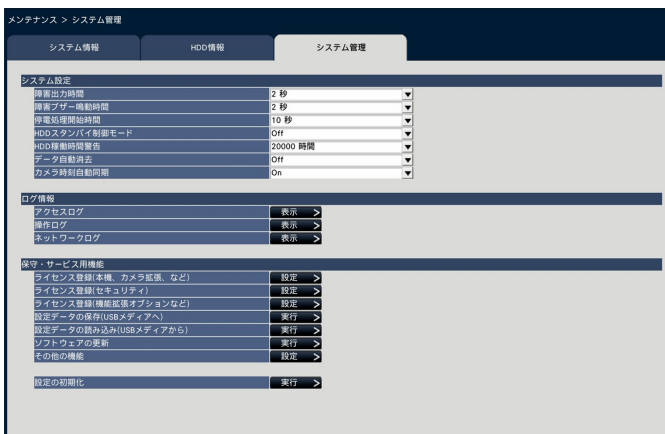 メンテナンス > システム管理
システム情報 HDD情報 システム管理
システム設定
障害出力時間 2 秒
障害ブザー鳴動時間 2 秒
停電処理開始時間 10 秒
HDDスタンバイ制御モード Off
HDD稼働時間警告 20000 時間
データ自動消去 Off
カメラ時刻自動同期 On
ログ情報
アクセスログ 表示 >
操作ログ 表示 >
ネットワークログ 表示 >
保守・サービス用機能
ライセンス登録(本機、カメラ拡張、など) 設定 >
ライセンス登録(セキュリティ) 設定 >
ライセンス登録(機能拡張オプションなど) 設定 >
設定データの保存(USBメディアへ) 実行 >
設定データの読み込み(USBメディアから) 実行 >
ソフトウェアの更新 実行 >
その他の機能 設定 >
設定の初期化 実行 >